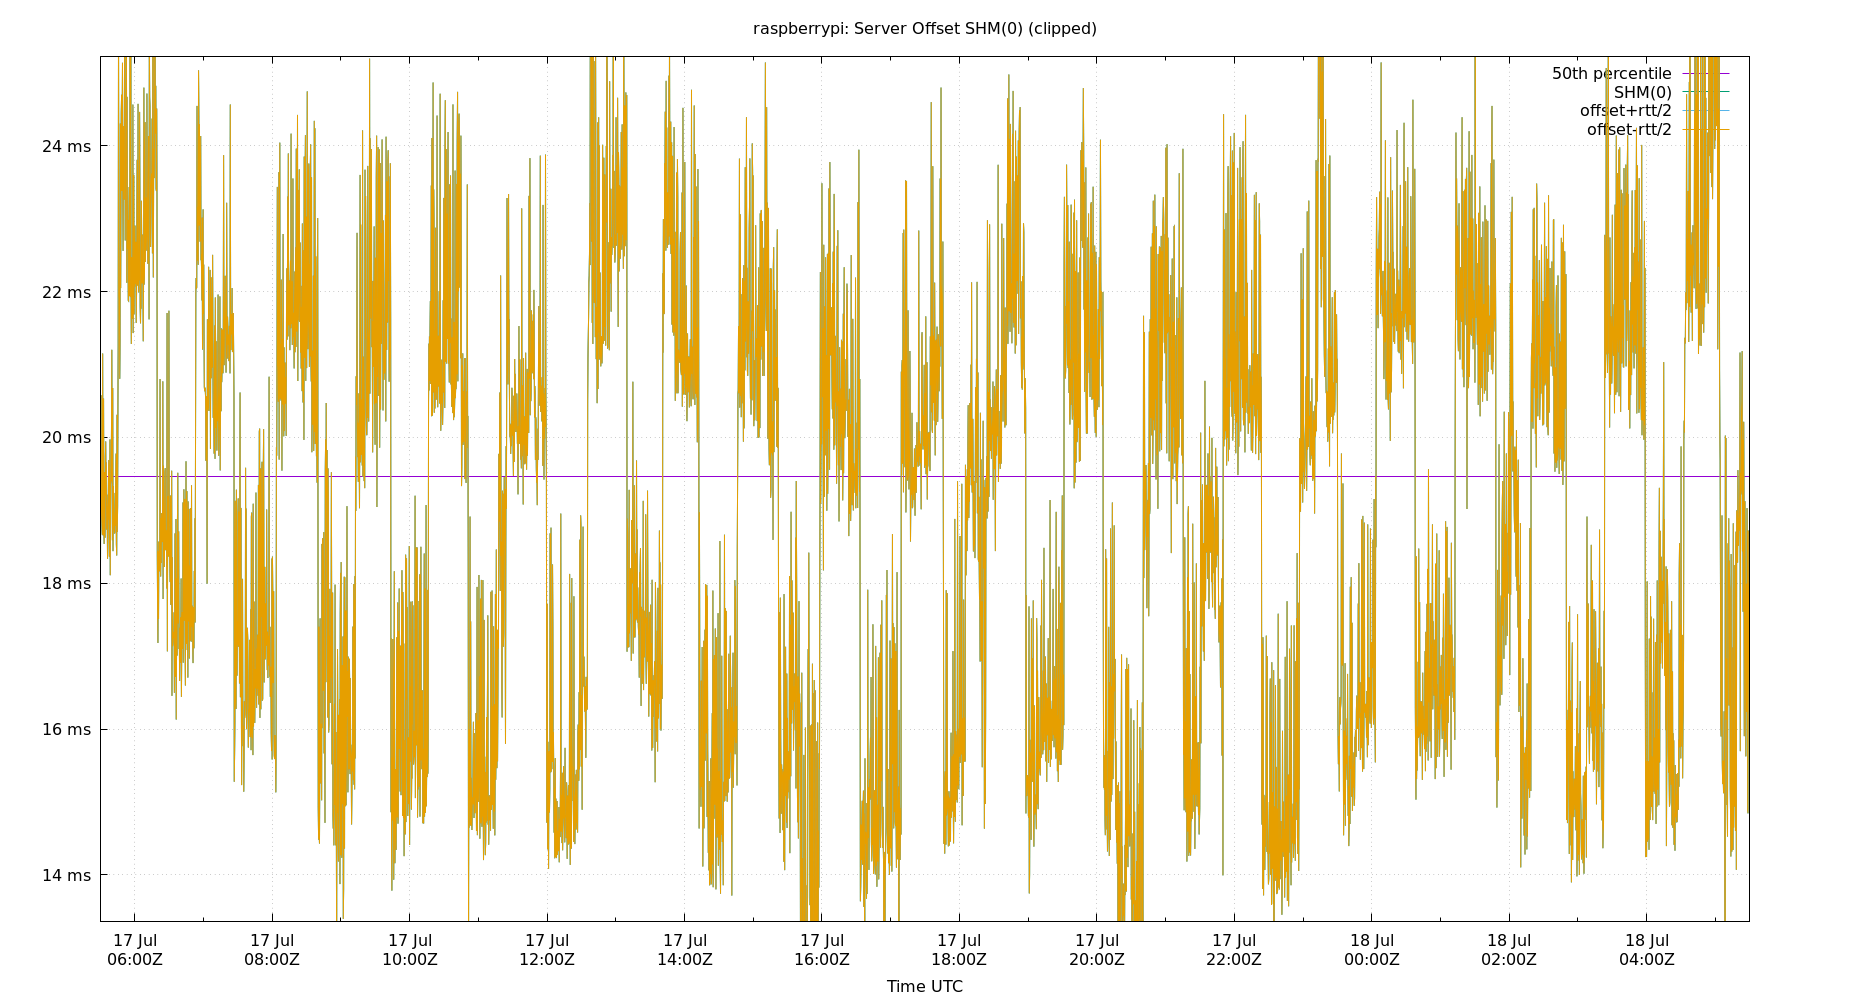 raspberrypi: Server Offset SHM(0) (clipped)
50th percentile
SHM(0)
offset+rtt/2
offset-rtt/2
24 ms
22 ms
20 ms
18 ms
16 ms
14 ms
17 Jul 17 Jul 17 Jul 17 Jul 17 Jul 17 Jul 17 Jul 17 Jul 17 Jul 18 Jul 18 Jul 18 Jul
06:00Z 08:00Z 10:00Z 12:00Z 14:00Z 16:00Z 18:00Z 20:00Z 22:00Z 00:00Z 02:00Z 04:00Z
Time UTC